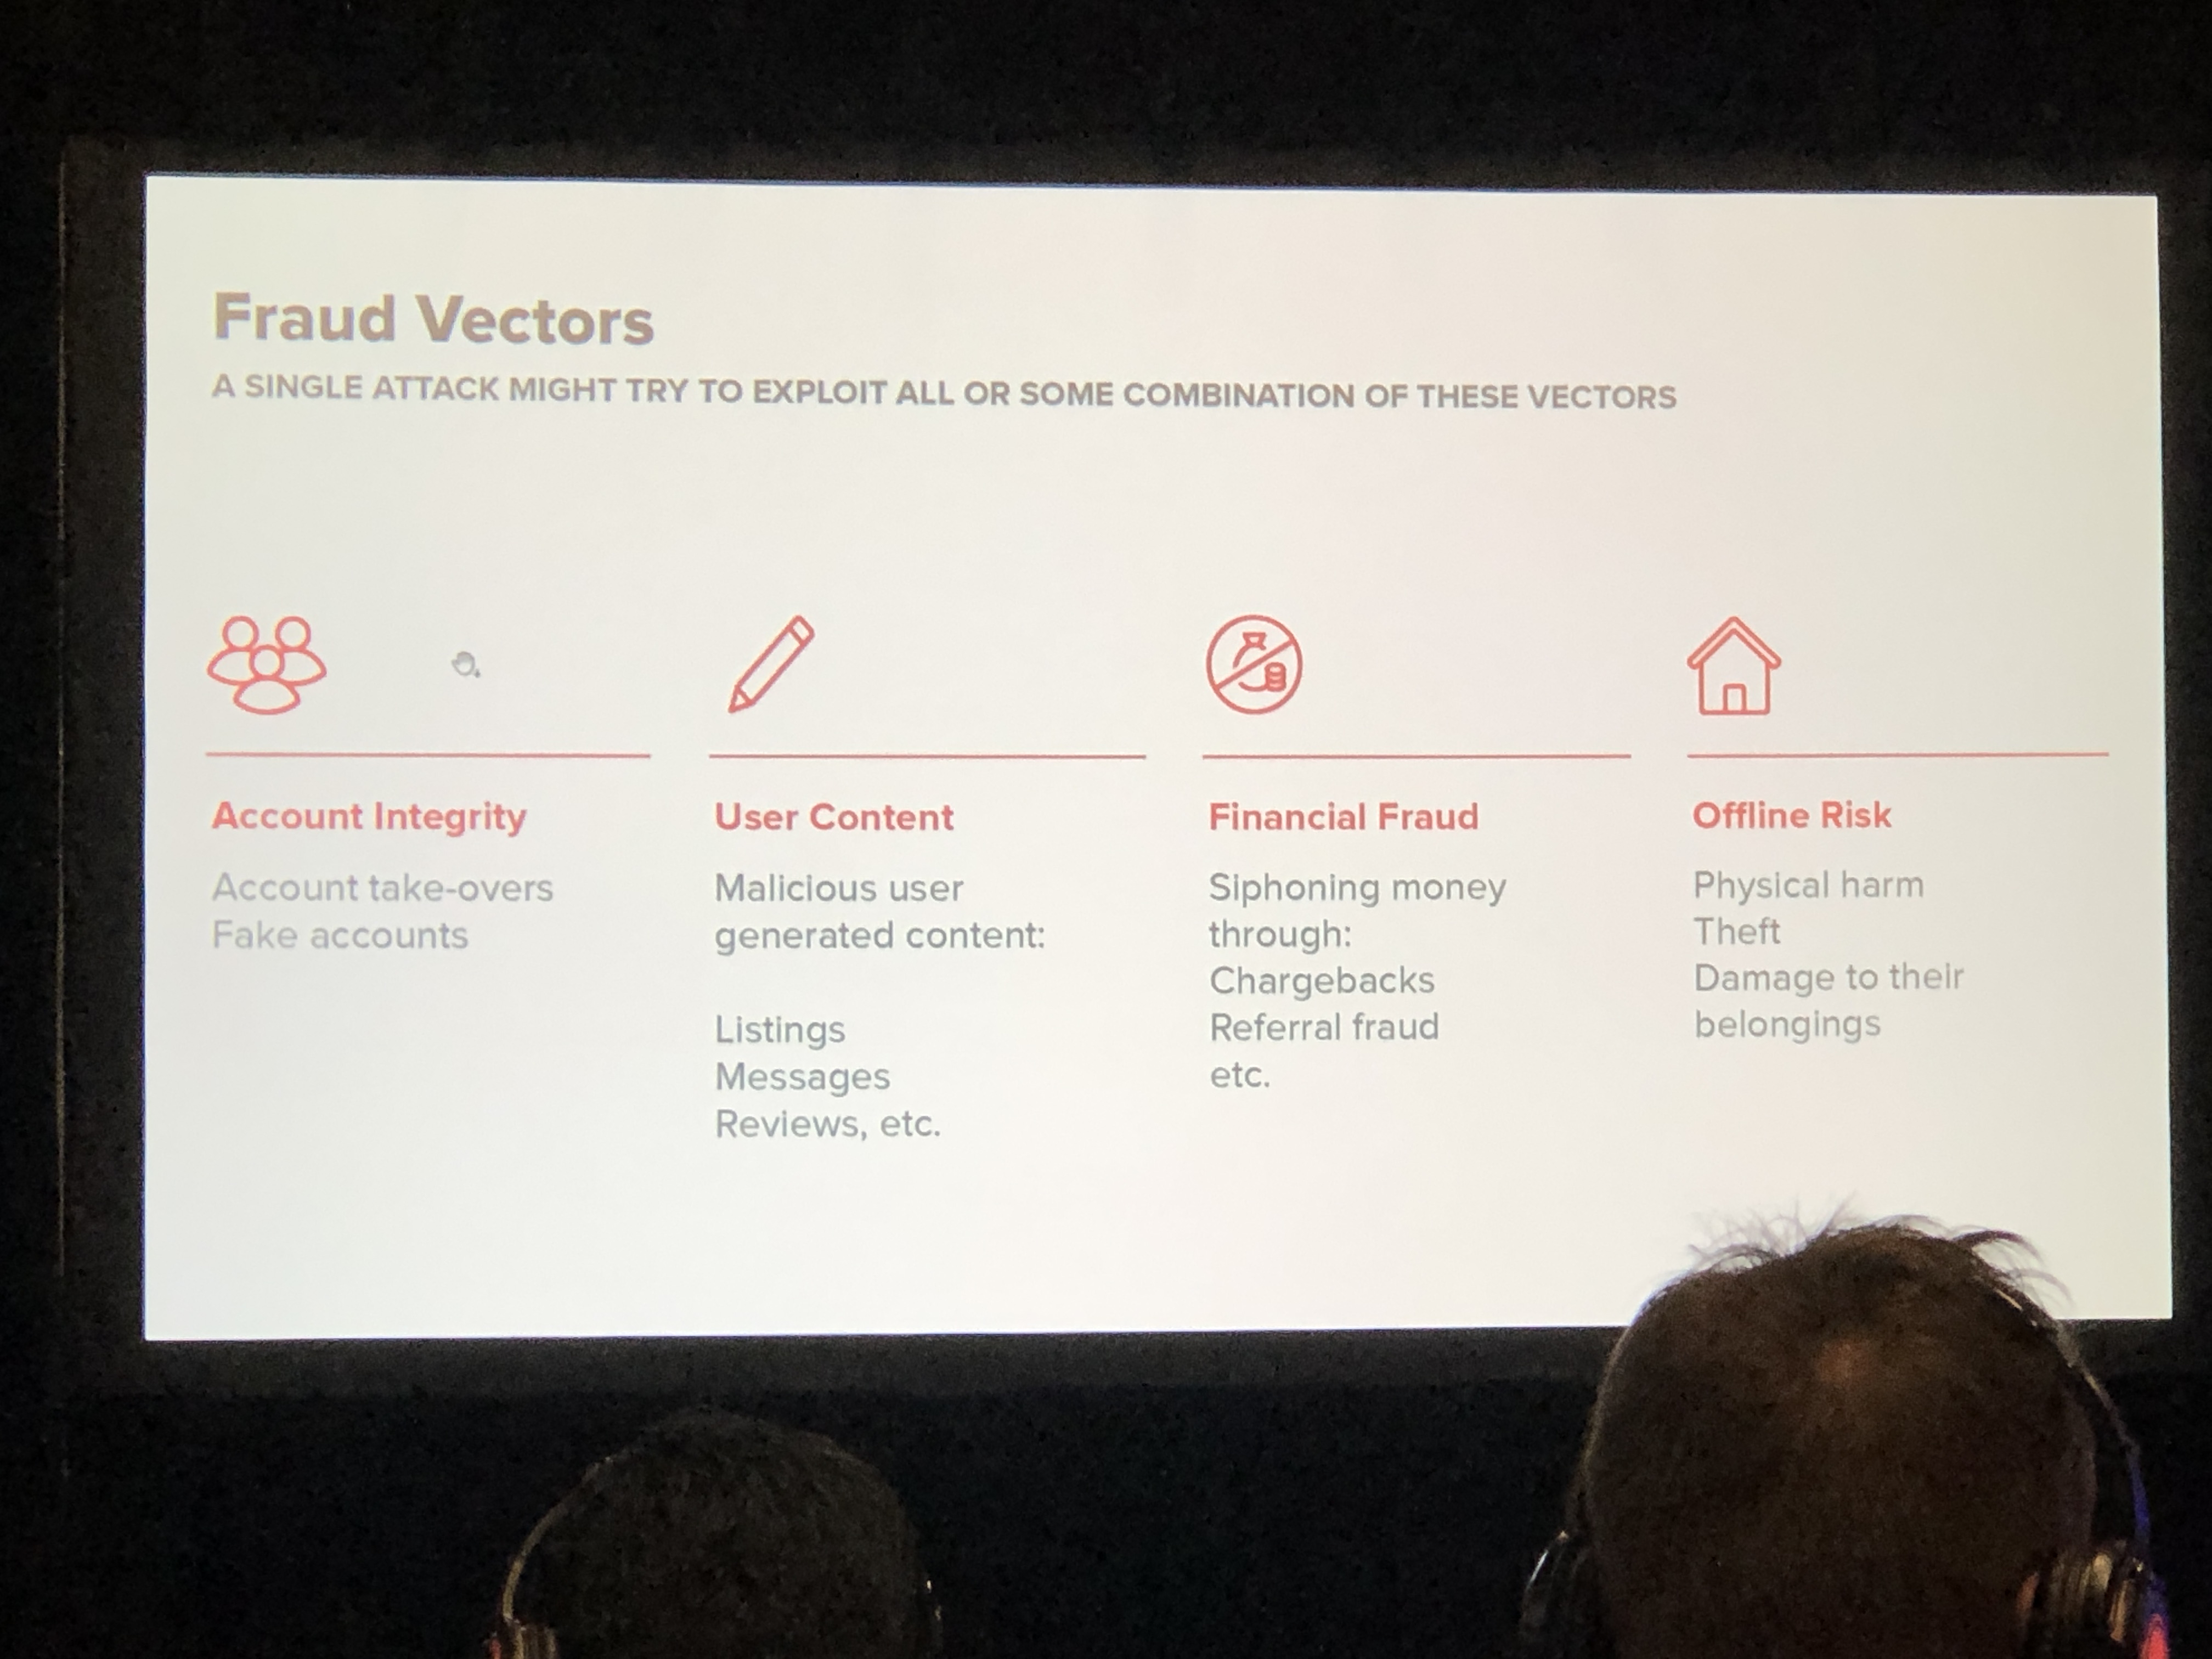 Fraud Vectors
A SINGLE ATTACK MIGHT TRY TO EXPLOIT ALL OR SOME COMBINATION OF THESE VECTORS
Account Integrity
Account take-overs
Fake accounts
User Content
Malicious user
generated content:
Listings
Messages
Reviews, etc.
Financial Fraud
Siphoning money
through:
Chargebacks
Referral fraud
etc.
Offline Risk
Physical harm
Theft
Damage to their
belongings